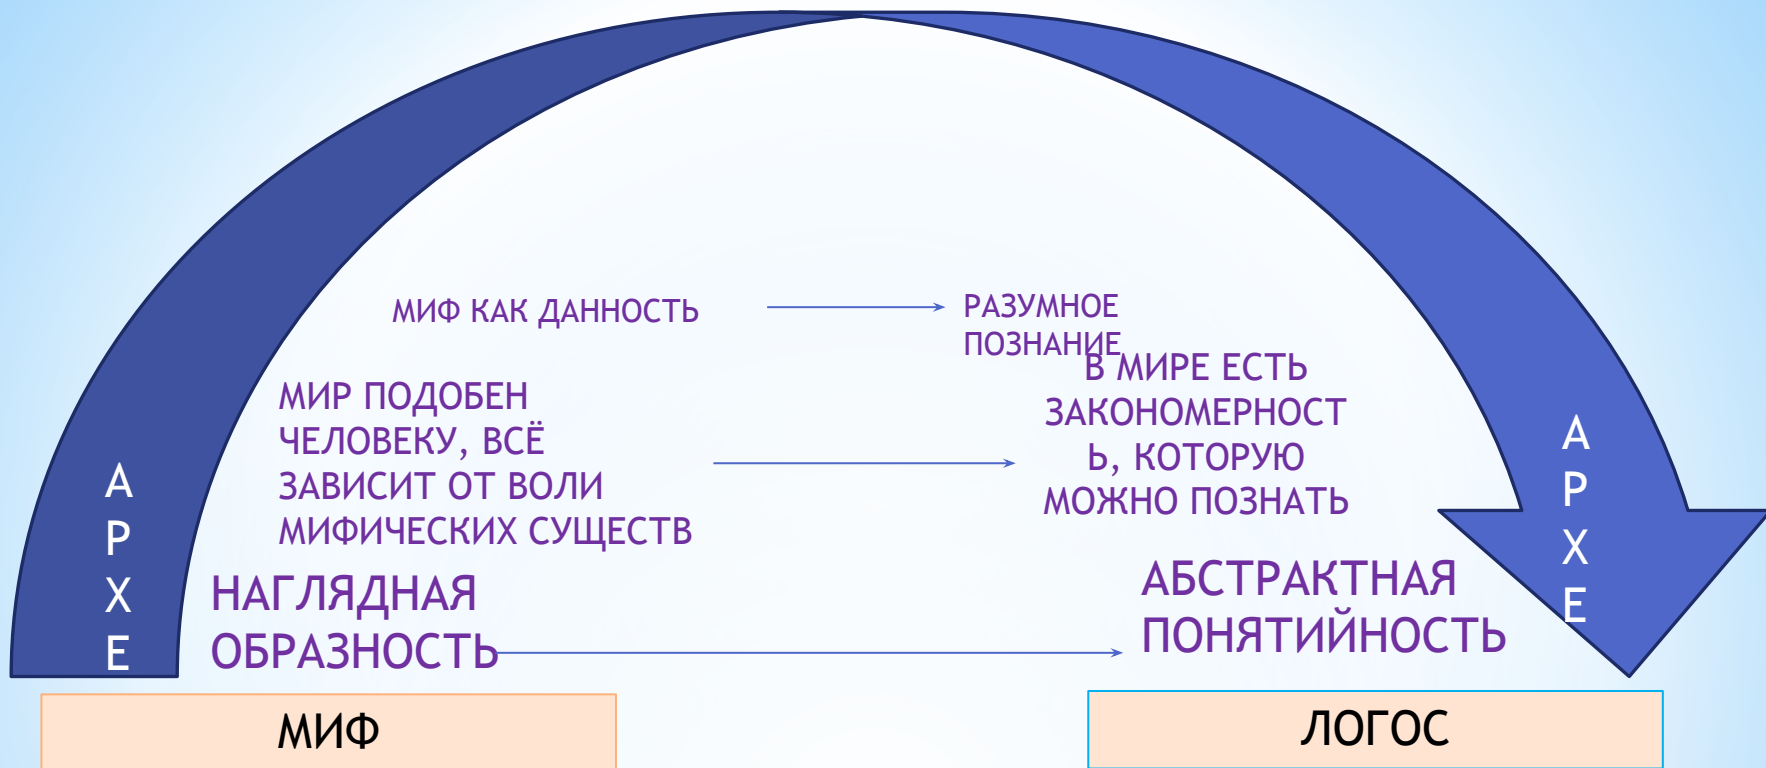 МИФ КАК ДАННОСТЬ
РАЗУМНОЕ
ПОЗНАНИЕ
МИР ПОДОБЕН
ЧЕЛОВЕКУ, ВСЁ
ЗАВИСИТ ОТ ВОЛИ
МИФИЧЕСКИХ СУЩЕСТВ
В МИРЕ ЕСТЬ
ЗАКОНОМЕРНОСТ
Ь, КОТОРУЮ
МОЖНО ПОЗНАТЬ
А
Р
Х
Е
НАГЛЯДНАЯ
ОБРАЗНОСТЬ
АБСТРАКТНАЯ
ПОНЯТИЙНОСТЬ
А
Р
Х
Е
МИФ
ЛОГОС